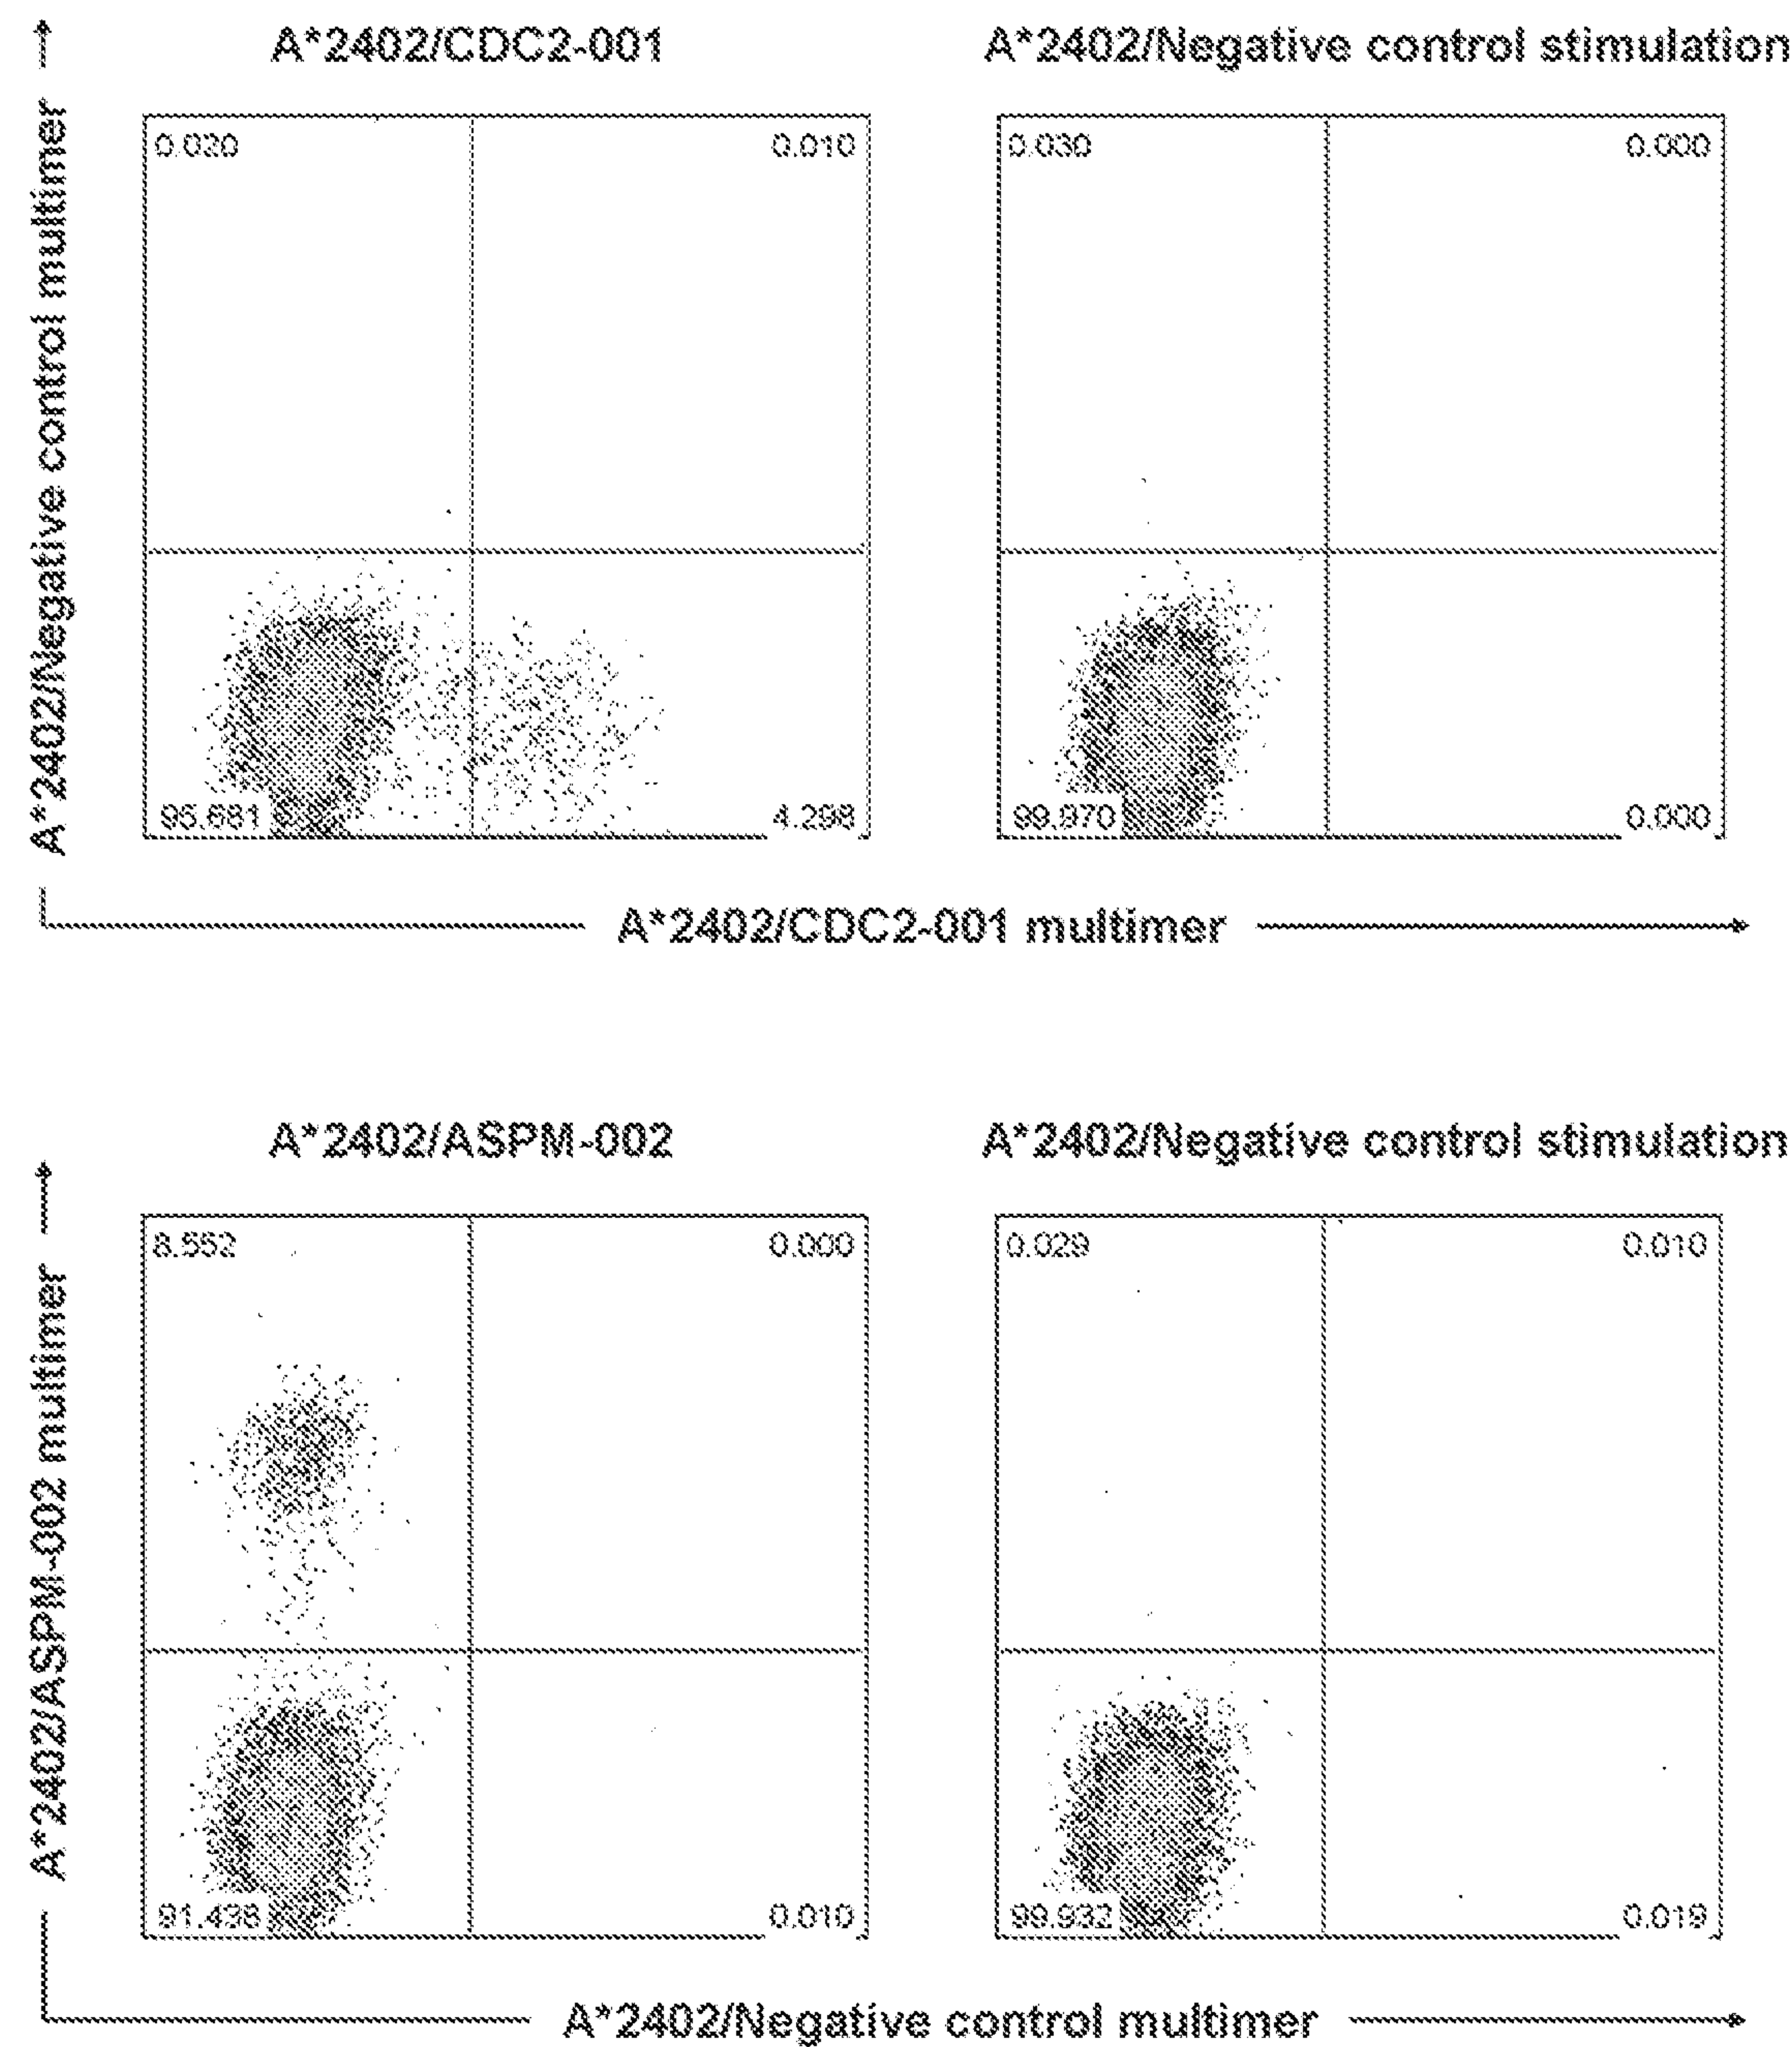 A*2402/CDC2-001
A*2402/Negative control stimulation
A*2402/Negative control multimer
0.020
0.010
95.681
4.298
0.030
0.000
99.970
0.000
A*2402/CDC2-001 multimer
A*2402/ASPM-002
A*2402/Negative control stimulation
A*2402/ASPM-002 multimer
8.552
0.000
91.438
0.010
0.029
0.010
99.932
0.019
A*2402/Negative control multimer